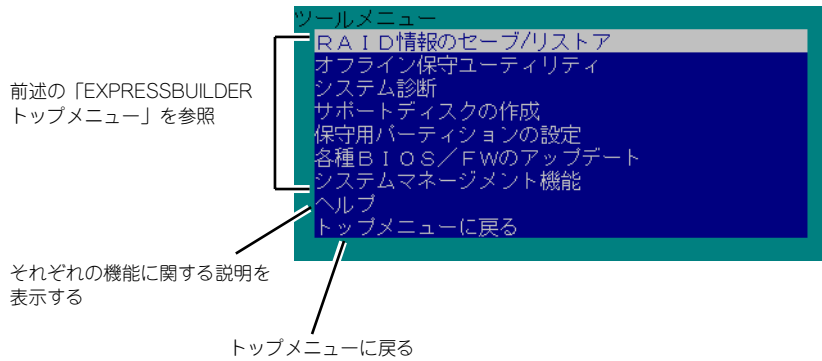 ツールメニュー
ＲＡＩＤ情報のセーブ/リストア
オフライン保守ユーティリティ
システム診断
サポートディスクの作成
保守用パーティションの設定
各種ＢＩＯＳ／ＦＷのアップデート
システムマネージメント機能
ヘルプ
トップメニューに戻る
前述の「EXPRESSBUILDER
トップメニュー」を参照
それぞれの機能に関する説明を
表示する
トップメニューに戻る